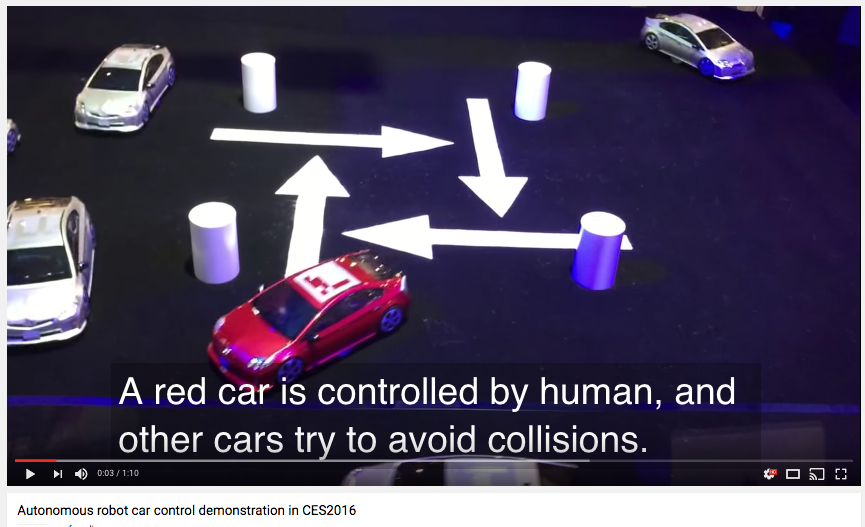 A red car is controlled by human, and
other cars try to avoid collisions.
0:03 / 1:10
Autonomous robot car control demonstration in CES2016